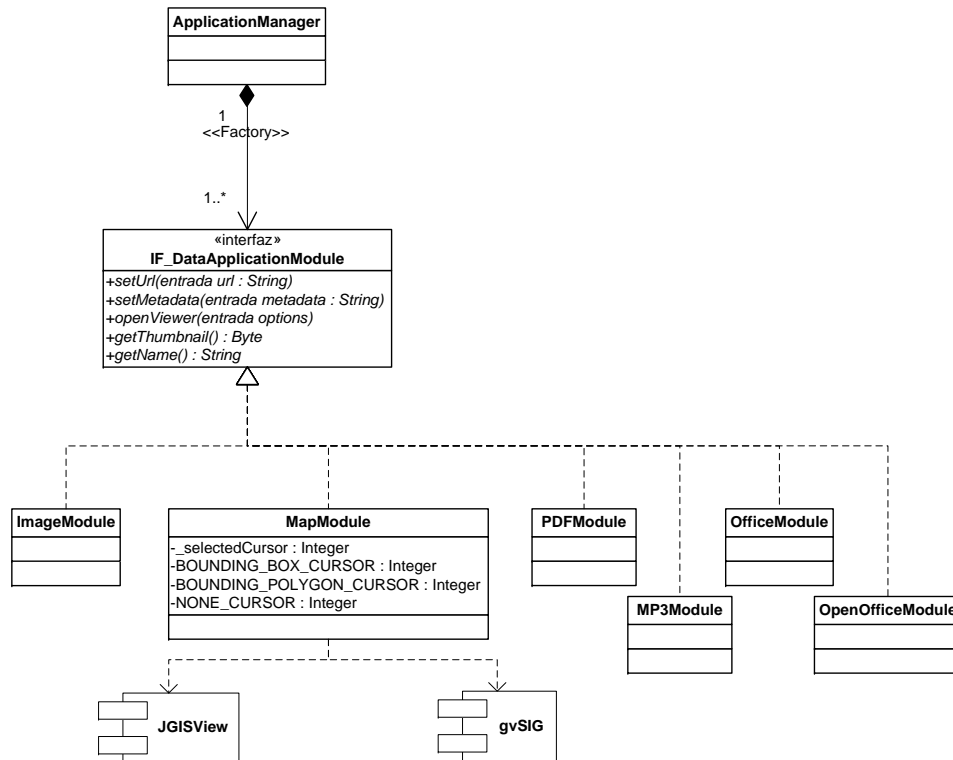 ApplicationManager
1
<<Factory>>
1..*
«interfaz»
IF_DataApplicationModule
+setUrl(entrada url : String)
+setMetadata(entrada metadata : String)
+openViewer(entrada options)
+getThumbnail() : Byte
+getName() : String
ImageModule
MapModule
-_selectedCursor : Integer
-BOUNDING_BOX_CURSOR : Integer
-BOUNDING_POLYGON_CURSOR : Integer
-NONE_CURSOR : Integer
PDFModule
OfficeModule
MP3Module
OpenOfficeModule
JGISView
gvSIG